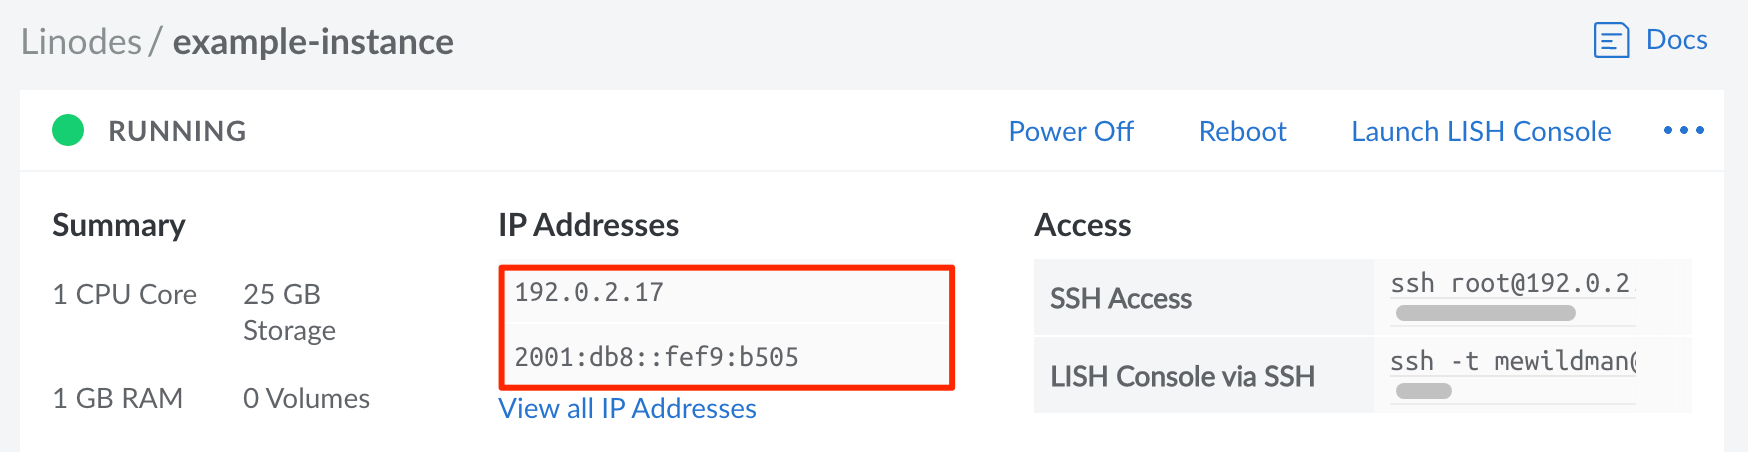 Linodes / example-instance
Docs
RUNNING
Power Off
Reboot
Launch LISH Console
Summary
1 CPU Core
25 GB
Storage
1 GB RAM
0 Volumes
IP Addresses
192.0.2.17
2001:db8::fef9:b505
View all IP Addresses
Access
SSH Access
ssh root@192.0.2.
LISH Console via SSH
ssh -t mewildman@